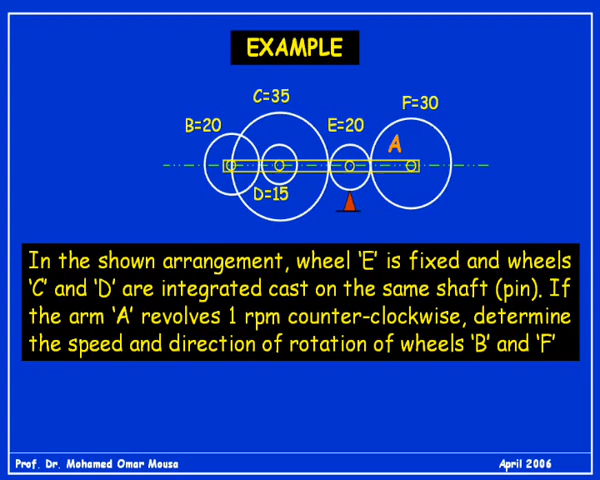 EXAMPLE
C=35
F=30
B=20
E=20
A
D=15
In the shown arrangement, wheel 'E' is fixed and wheels
'C' and 'D' are integrated cast on the same shaft (pin). If
the arm 'A' revolves 1 rpm counter-clockwise, determine
the speed and direction of rotation of wheels 'B' and 'F'
Prof. Dr. Mohamed Omar Mousa
April 2006